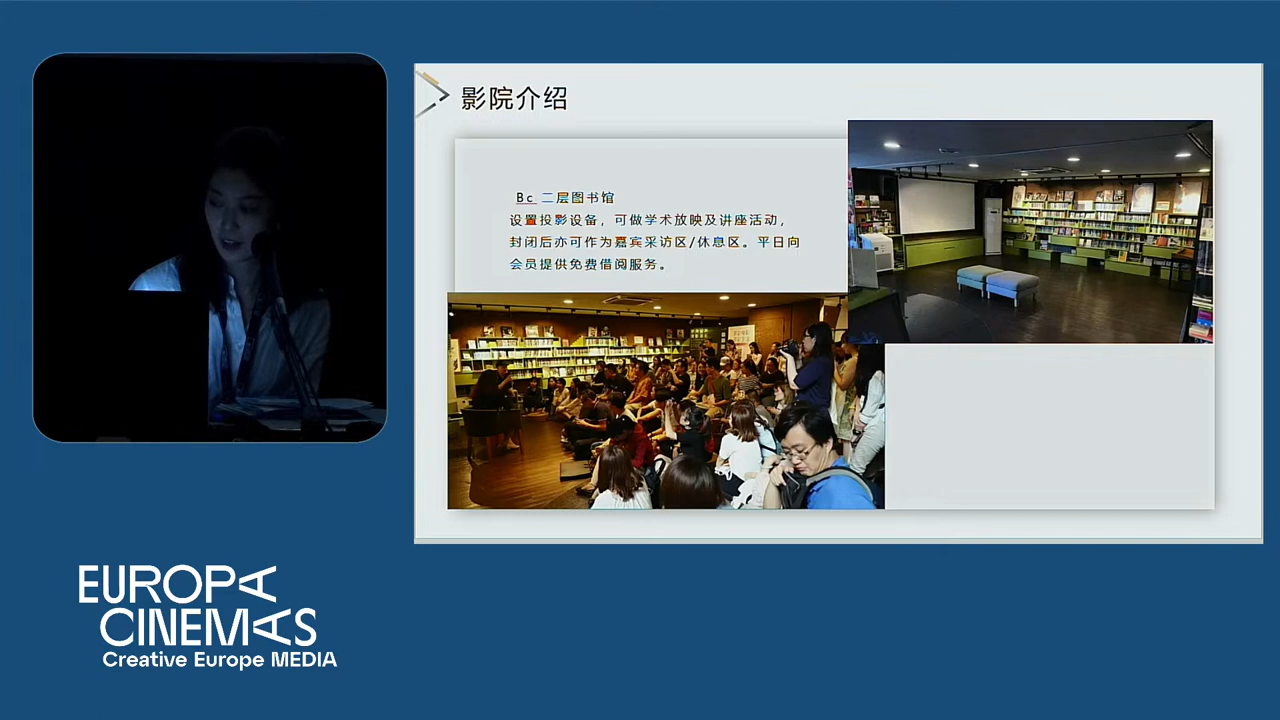 影院介绍
Bc 二层图书馆
设置投影设备，可做学术放映及讲座活动，
封闭后亦可作为嘉宾采访区/休息区。平日向
会员提供免费借阅服务。
EUROPA
CINEMAS
Creative Europe MEDIA